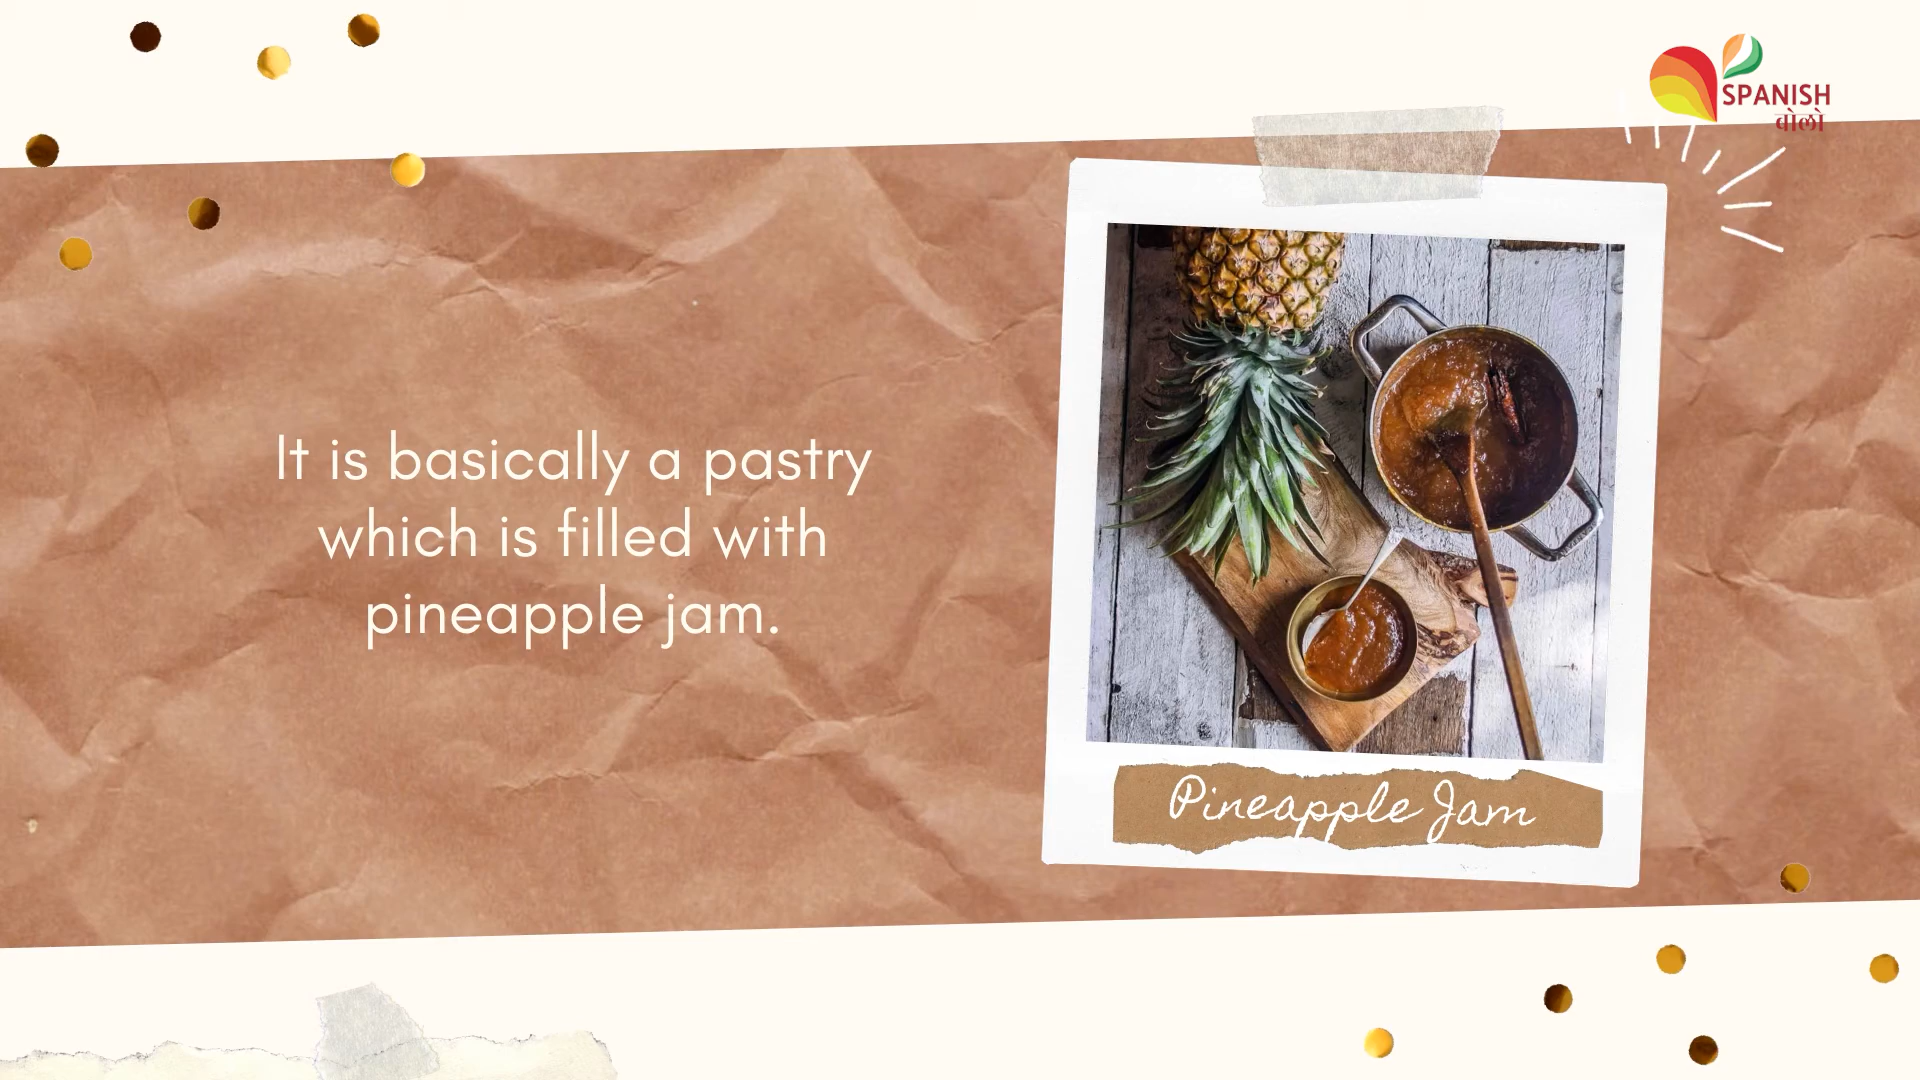 SPANISH
बोलो
It is basically a pastry
which is filled with
pineapple jam.
Pineapple Jam